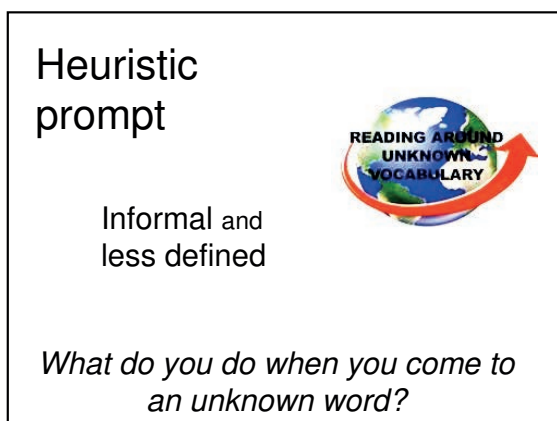 Heuristic
prompt
READING AROUND
UNKNOWN
VOCABULARY
Informal and
less defined
What do you do when you come to
an unknown word?